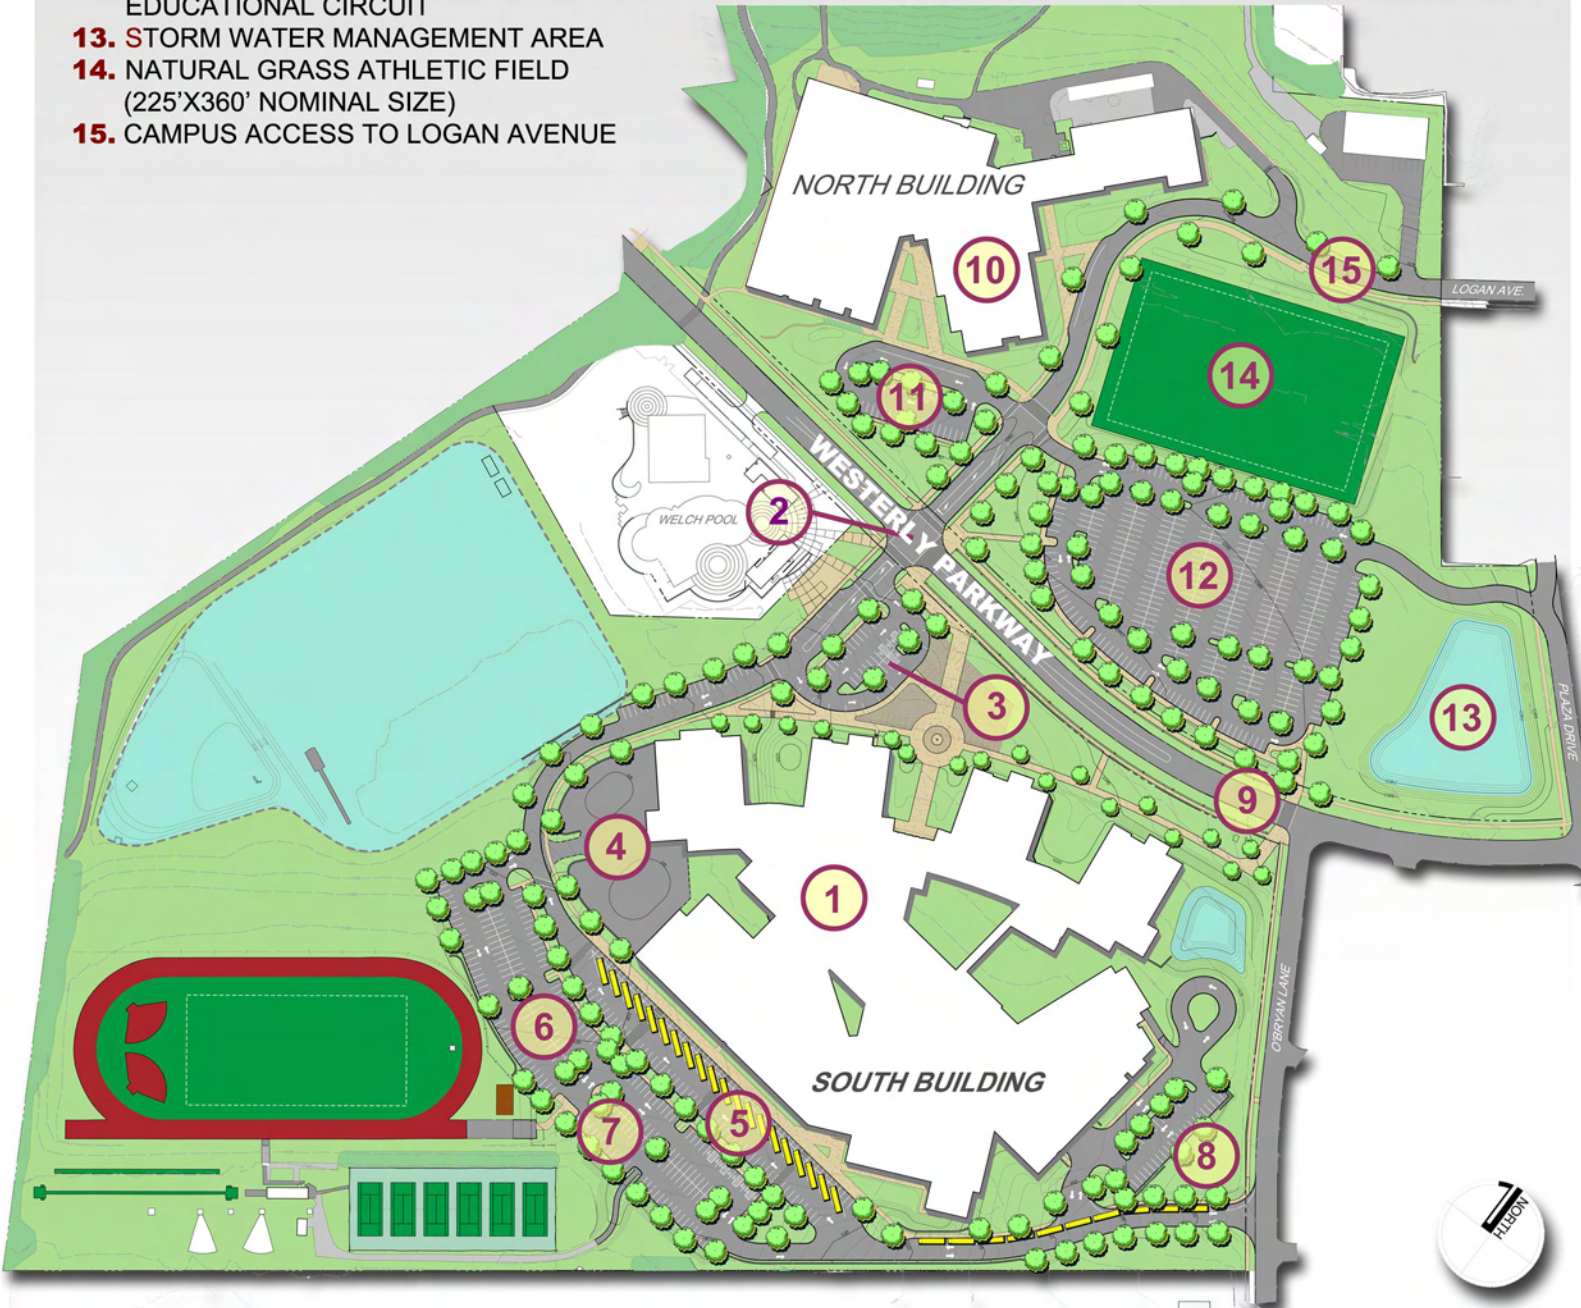 EDUCATIONAL CIRCUIT
13. STORM WATER MANAGEMENT AREA
14. NATURAL GRASS ATHLETIC FIELD
(225'X360' NOMINAL SIZE)
15. CAMPUS ACCESS TO LOGAN AVENUE
NORTH BUILDING
10
15
LOGAN AVE.
14
11
WESTERLY PARKWAY
2
WELCH POOL
12
3
13
PLAZA DRIVE
9
4
1
O'BRYAN LANE
6
SOUTH BUILDING
7
5
8
NORTH